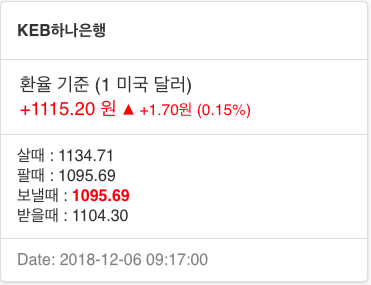 KEB하나은행
환율 기준 (1 미국 달러)
+1115.20 원 ▲ +1.70원 (0.15%)
살때 : 1134.71
팔때 : 1095.69
보낼때 : 1095.69
받을때 : 1104.30
Date: 2018-12-06 09:17:00